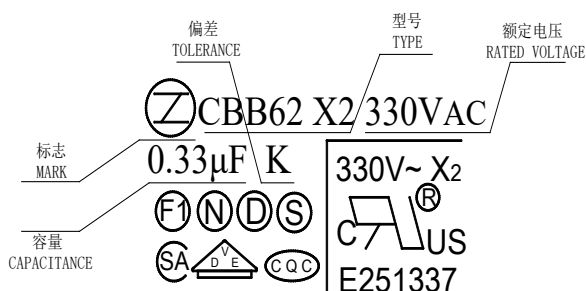 偏差
TOLERANCE
型号
TYPE
额定电压
RATED VOLTAGE
CBB62 X2 330VAC
标志
MARK
0.33μF K
330V~ X2
F1 N D S
®
C US
容量
CAPACITANCE
SA D V E CQC
E251337